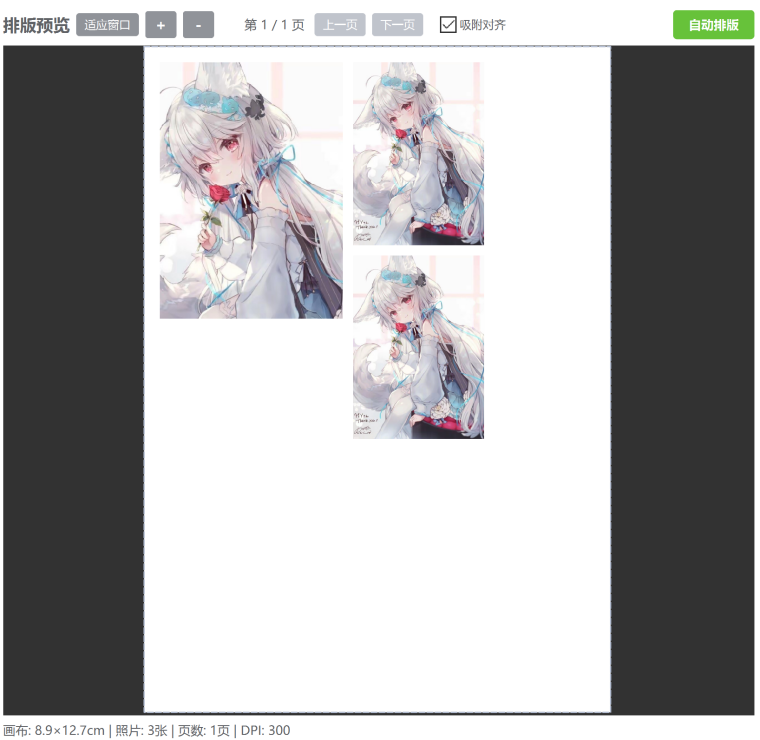 排版预览 适应窗口 + - 第 1 / 1 页 上一页 下一页 吸附对齐 自动排版
画布: 8.9×12.7cm | 照片: 3张 | 页数: 1页 | DPI: 300